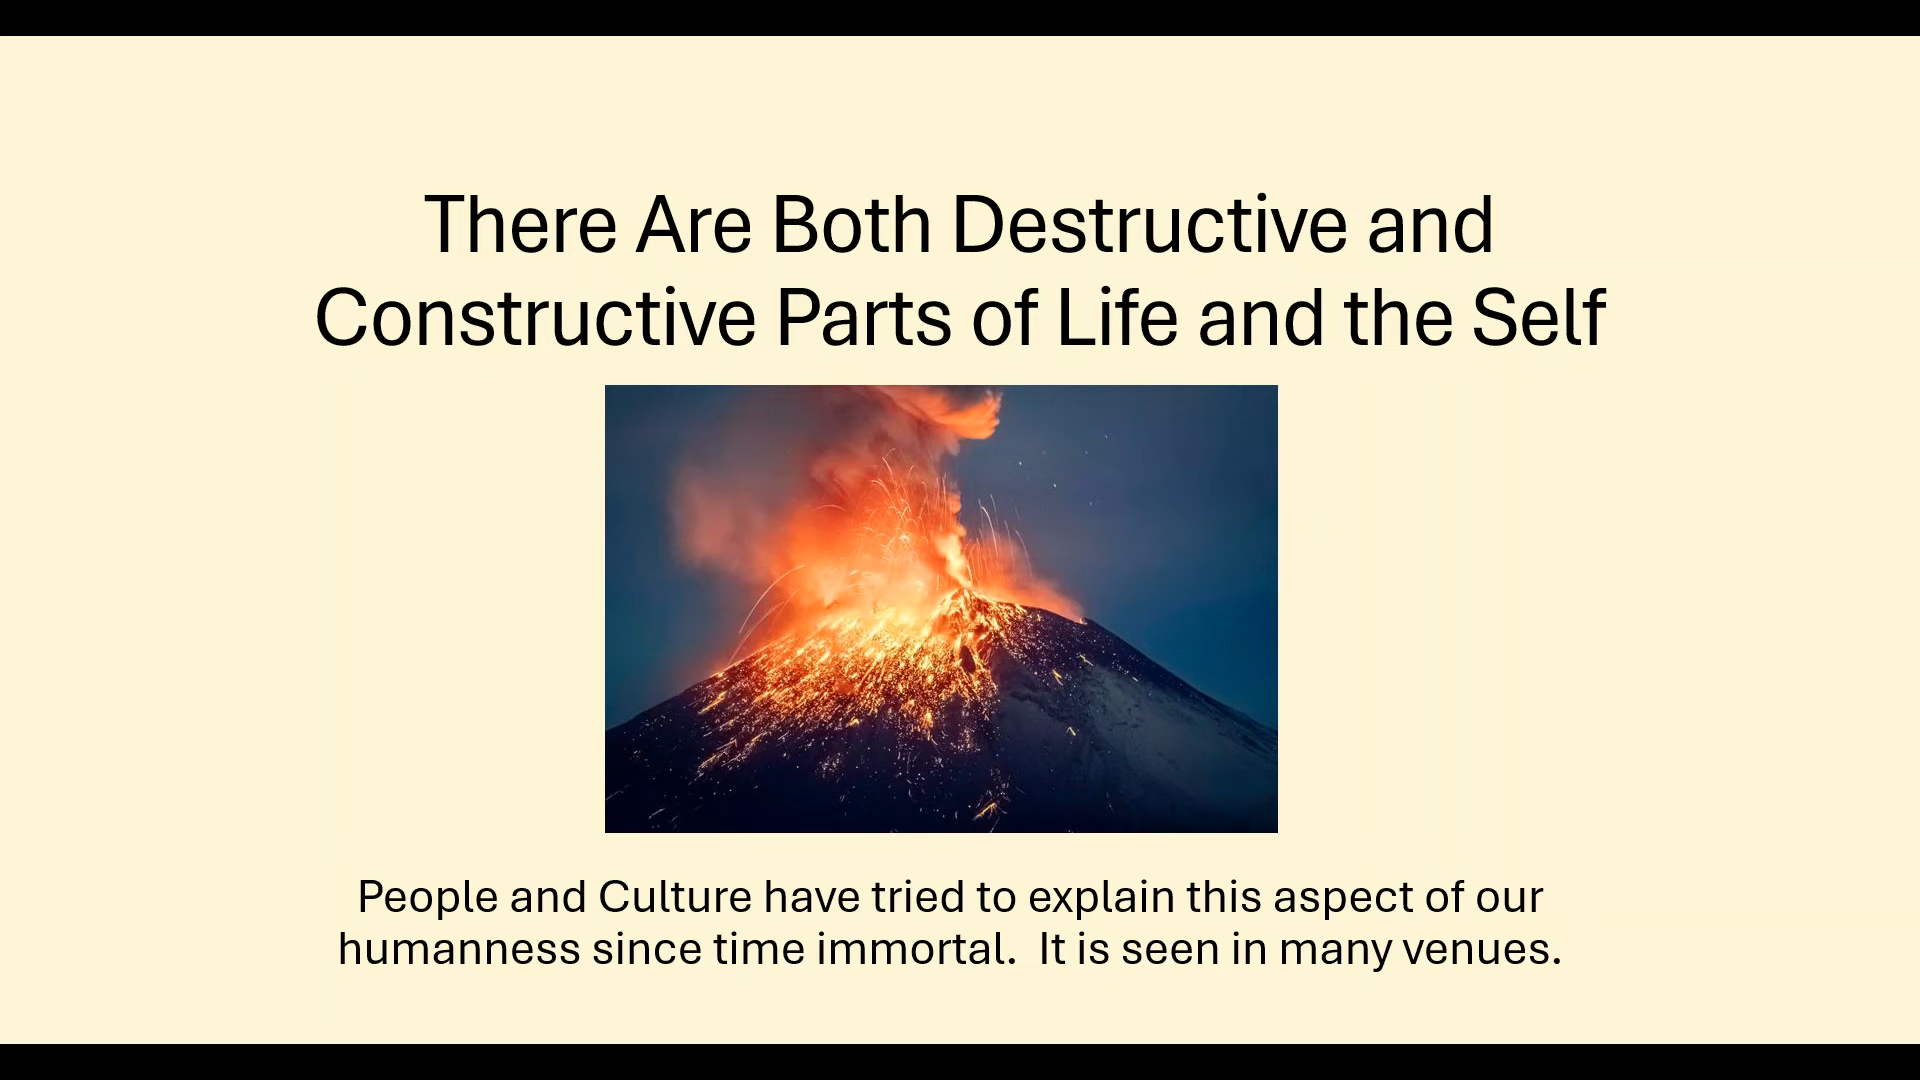 There Are Both Destructive and
Constructive Parts of Life and the Self
People and Culture have tried to explain this aspect of our
humanness since time immortal.  It is seen in many venues.